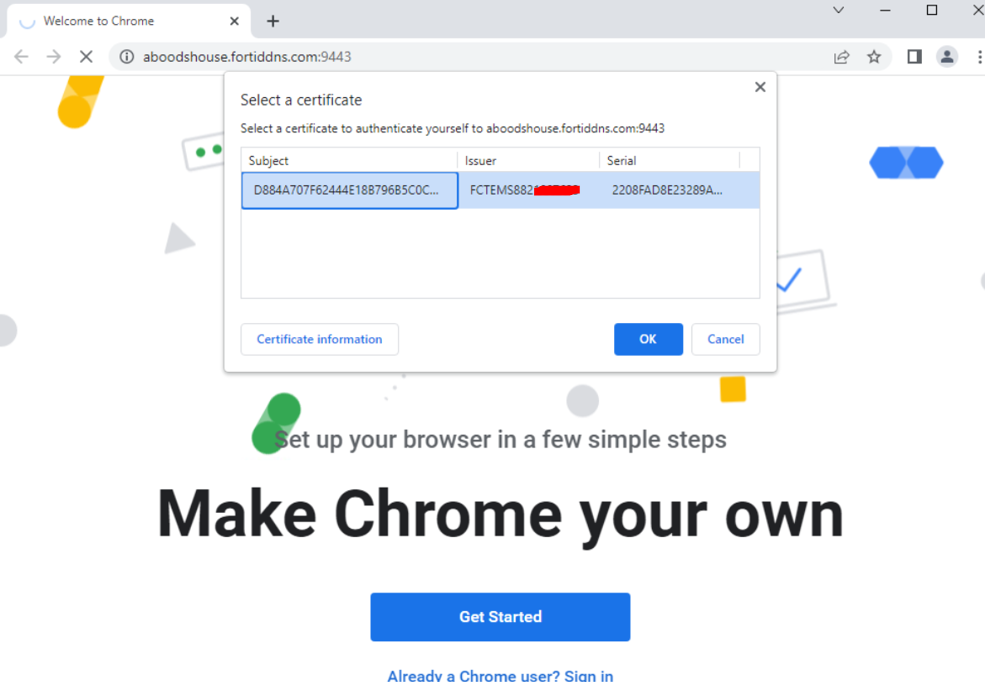 Welcome to Chrome
aboodshouse.fortiddns.com:9443
Select a certificate
Select a certificate to authenticate yourself to aboodshouse.fortiddns.com:9443
Subject Issuer Serial
D884A707F62444E18B796B5C0C... FCTEMS882 2208FAD8E23289A...
Certificate information OK Cancel
Set up your browser in a few simple steps
Make Chrome your own
Get Started
Already a Chrome user? Sign in